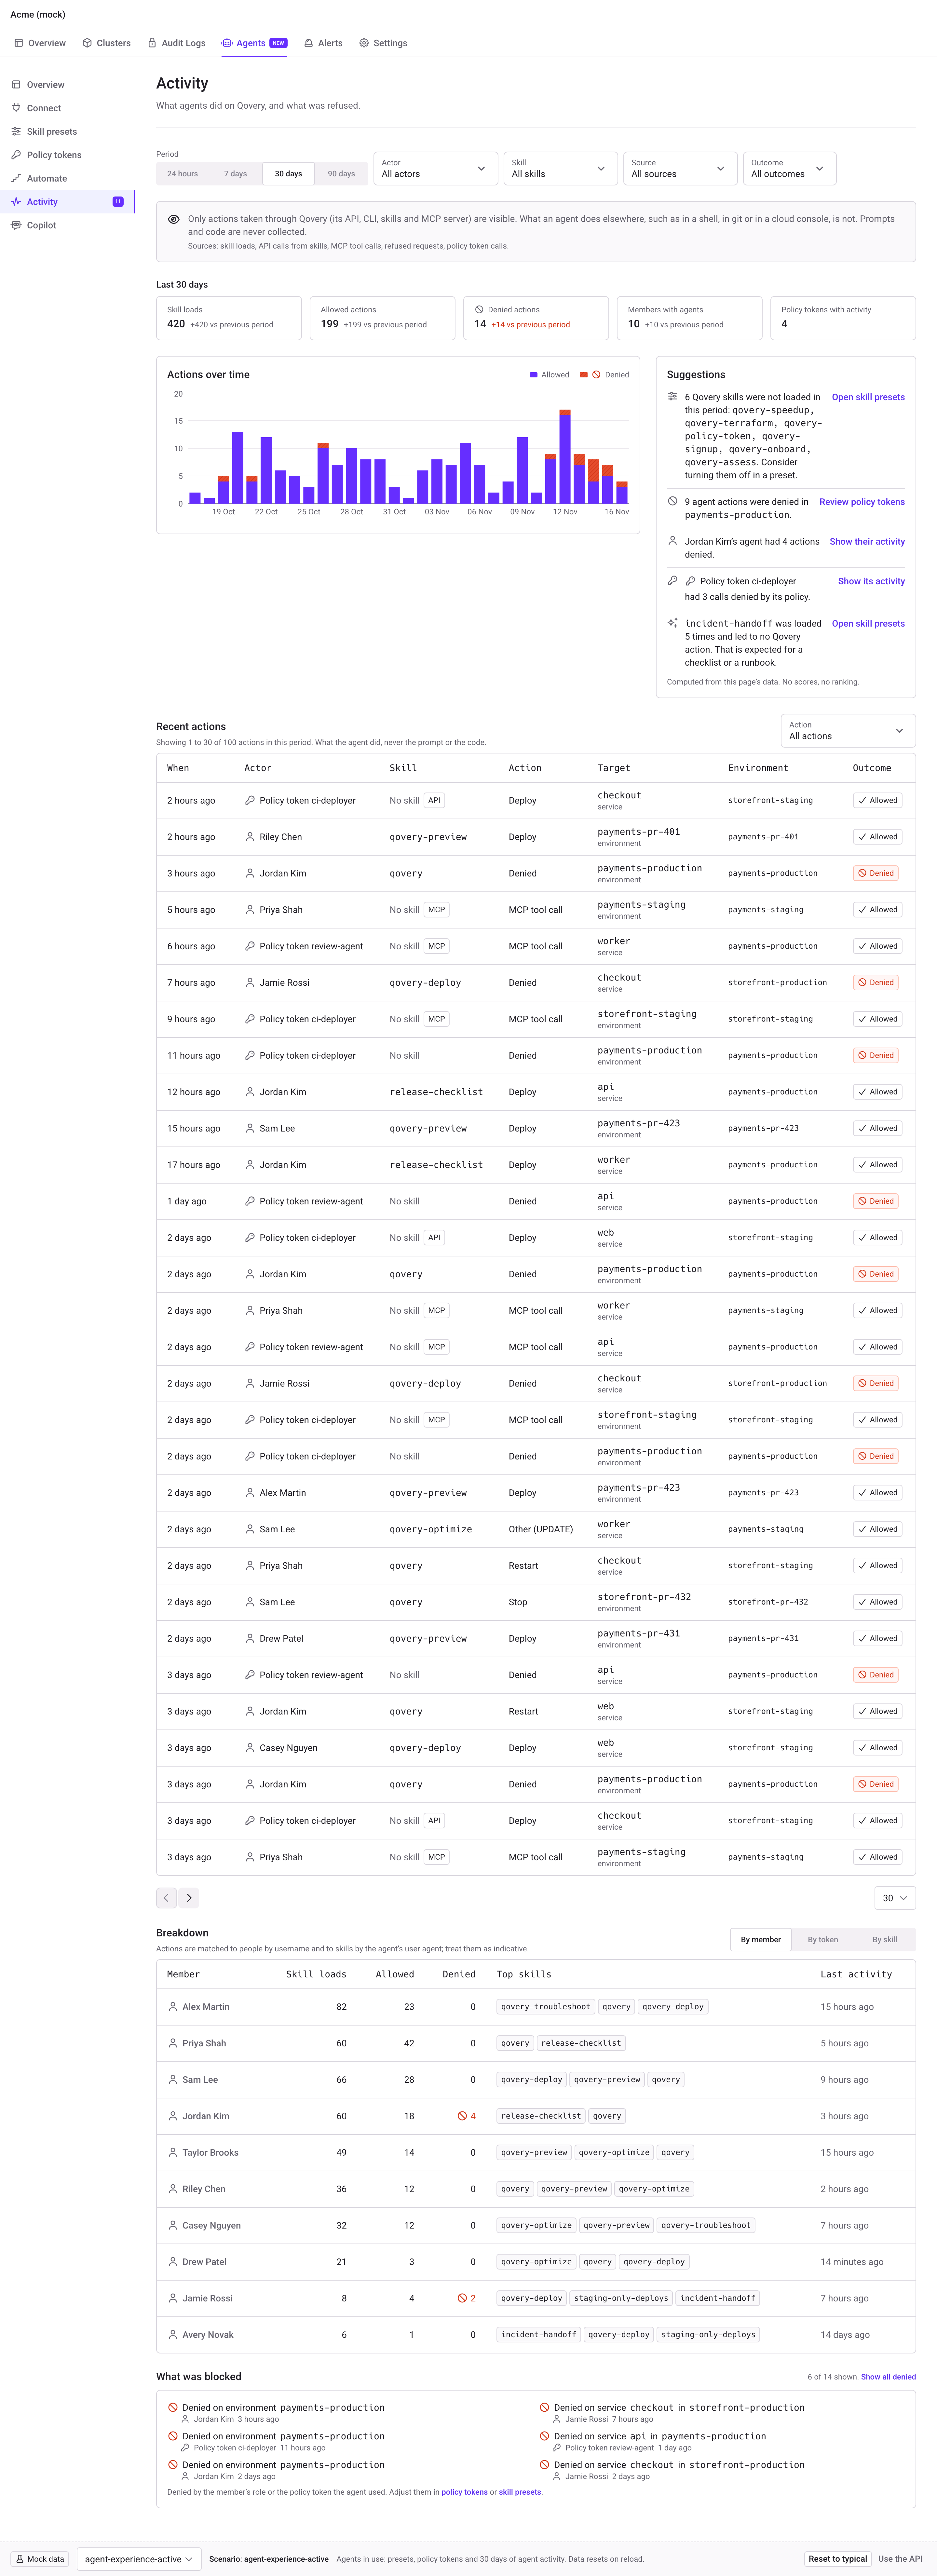 Acme (mock)
Overview
Clusters
Audit Logs
Agents NEW
Alerts
Settings
Overview
Connect
Skill presets
Policy tokens
Automate
Activity 11
Copilot
Activity
What agents did on Qovery, and what was refused.
Period
24 hours 7 days 30 days 90 days
Actor
All actors
Skill
All skills
Source
All sources
Outcome
All outcomes
Only actions taken through Qovery (its API, CLI, skills and MCP server) are visible. What an agent does elsewhere, such as in a shell, in git or in a cloud console, is not. Prompts
and code are never collected.
Sources: skill loads, API calls from skills, MCP tool calls, refused requests, policy token calls.
Last 30 days
Skill loads
420 +420 vs previous period
Allowed actions
199 +199 vs previous period
Denied actions
14 +14 vs previous period
Members with agents
10 +10 vs previous period
Policy tokens with activity
4
Actions over time
Allowed Denied
20
15
10
5
0
19 Oct 22 Oct 25 Oct 28 Oct 31 Oct 03 Nov 06 Nov 09 Nov 12 Nov 16 Nov
Suggestions
6 Qovery skills were not loaded in
this period: qovery-speedup,
qovery-terraform, qovery-
policy-token, qovery-
signup, qovery-onboard,
qovery-assess. Consider
turning them off in a preset.
Open skill presets
9 agent actions were denied in
payments-production.
Review policy tokens
Jordan Kim's agent had 4 actions
denied.
Show their activity
Policy token ci-deployer
had 3 calls denied by its policy.
Show its activity
incident-handoff was loaded
5 times and led to no Qovery
action. That is expected for a
checklist or a runbook.
Open skill presets
Computed from this page's data. No scores, no ranking.
Recent actions
Showing 1 to 30 of 100 actions in this period. What the agent did, never the prompt or the code.
Action
All actions
When Actor Skill Action Target Environment Outcome
2 hours ago Policy token ci-deployer No skill API Deploy checkout service storefront-staging Allowed
2 hours ago Riley Chen qovery-preview Deploy payments-pr-401 environment payments-pr-401 Allowed
3 hours ago Jordan Kim qovery Denied payments-production environment payments-production Denied
5 hours ago Priya Shah No skill MCP MCP tool call payments-staging environment payments-staging Allowed
6 hours ago Policy token review-agent No skill MCP MCP tool call worker service payments-production Allowed
7 hours ago Jamie Rossi qovery-deploy Denied checkout service storefront-production Denied
9 hours ago Policy token ci-deployer No skill MCP MCP tool call storefront-staging environment storefront-staging Allowed
11 hours ago Policy token ci-deployer No skill Denied payments-production environment payments-production Denied
12 hours ago Jordan Kim release-checklist Deploy api service payments-production Allowed
15 hours ago Sam Lee qovery-preview Deploy payments-pr-423 environment payments-pr-423 Allowed
17 hours ago Jordan Kim release-checklist Deploy worker service payments-production Allowed
1 day ago Policy token review-agent No skill Denied api service payments-production Denied
2 days ago Policy token ci-deployer No skill API Deploy web service storefront-staging Allowed
2 days ago Jordan Kim qovery Denied payments-production environment payments-production Denied
2 days ago Priya Shah No skill MCP MCP tool call worker service payments-staging Allowed
2 days ago Policy token review-agent No skill MCP MCP tool call api service payments-production Allowed
2 days ago Jamie Rossi qovery-deploy Denied checkout service storefront-production Denied
2 days ago Policy token ci-deployer No skill MCP MCP tool call storefront-staging environment storefront-staging Allowed
2 days ago Policy token ci-deployer No skill Denied payments-production environment payments-production Denied
2 days ago Alex Martin qovery-preview Deploy payments-pr-423 environment payments-pr-423 Allowed
2 days ago Sam Lee qovery-optimize Other (UPDATE) worker service payments-staging Allowed
2 days ago Priya Shah qovery Restart checkout service storefront-staging Allowed
2 days ago Sam Lee qovery Stop storefront-pr-432 environment storefront-pr-432 Allowed
2 days ago Drew Patel qovery-preview Deploy payments-pr-431 environment payments-pr-431 Allowed
3 days ago Policy token review-agent No skill Denied api service payments-production Denied
3 days ago Jordan Kim qovery Restart web service storefront-staging Allowed
3 days ago Casey Nguyen qovery-deploy Deploy web service storefront-staging Allowed
3 days ago Jordan Kim qovery Denied payments-production environment payments-production Denied
3 days ago Policy token ci-deployer No skill API Deploy checkout service storefront-staging Allowed
3 days ago Priya Shah No skill MCP MCP tool call payments-staging environment payments-staging Allowed
30
Breakdown
Actions are matched to people by username and to skills by the agent's user agent; treat them as indicative.
By member By token By skill
Member Skill loads Allowed Denied Top skills Last activity
Alex Martin 82 23 0 qovery-troubleshoot qovery qovery-deploy 15 hours ago
Priya Shah 60 42 0 qovery release-checklist 5 hours ago
Sam Lee 66 28 0 qovery-deploy qovery-preview qovery 9 hours ago
Jordan Kim 60 18 4 release-checklist qovery 3 hours ago
Taylor Brooks 49 14 0 qovery-preview qovery-optimize qovery 15 hours ago
Riley Chen 36 12 0 qovery qovery-preview qovery-optimize 2 hours ago
Casey Nguyen 32 12 0 qovery-optimize qovery-preview qovery-troubleshoot 7 hours ago
Drew Patel 21 3 0 qovery-optimize qovery qovery-deploy 14 minutes ago
Jamie Rossi 8 4 2 qovery-deploy staging-only-deploys incident-handoff 7 hours ago
Avery Novak 6 1 0 incident-handoff qovery-deploy staging-only-deploys 14 days ago
What was blocked
6 of 14 shown. Show all denied
Denied on environment payments-production
Jordan Kim 3 hours ago
Denied on service checkout in storefront-production
Jamie Rossi 7 hours ago
Denied on environment payments-production
Policy token ci-deployer 11 hours ago
Denied on service api in payments-production
Policy token review-agent 1 day ago
Denied on environment payments-production
Jordan Kim 2 days ago
Denied on service checkout in storefront-production
Jamie Rossi 2 days ago
Denied by the member's role or the policy token the agent used. Adjust them in policy tokens or skill presets.
Mock data
agent-experience-active
Scenario: agent-experience-active Agents in use: presets, policy tokens and 30 days of agent activity. Data resets on reload.
Reset to typical
Use the API